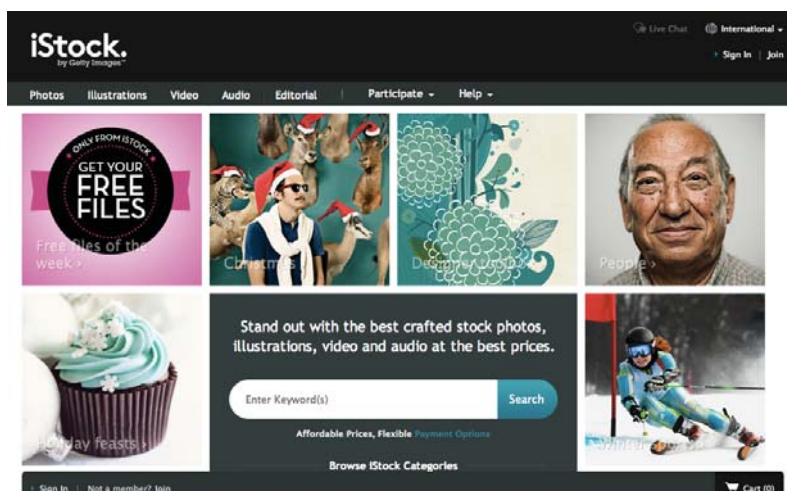 Live Chat
International
iStock.
by Getty Images™
Sign In | Join
Photos Illustrations Video Audio Editorial | Participate Help
ONLY FROM ISTOCK
GET YOUR
FREE
FILES
Free files of the
week ›
Christmas ›
People ›
Stand out with the best crafted stock photos,
illustrations, video and audio at the best prices.
Enter Keyword(s)
Search
Affordable Prices, Flexible Payment Options
Holiday feasts ›
Winter sports ›
Browse iStock Categories
Sign In | Not a member? Join
Cart (0)